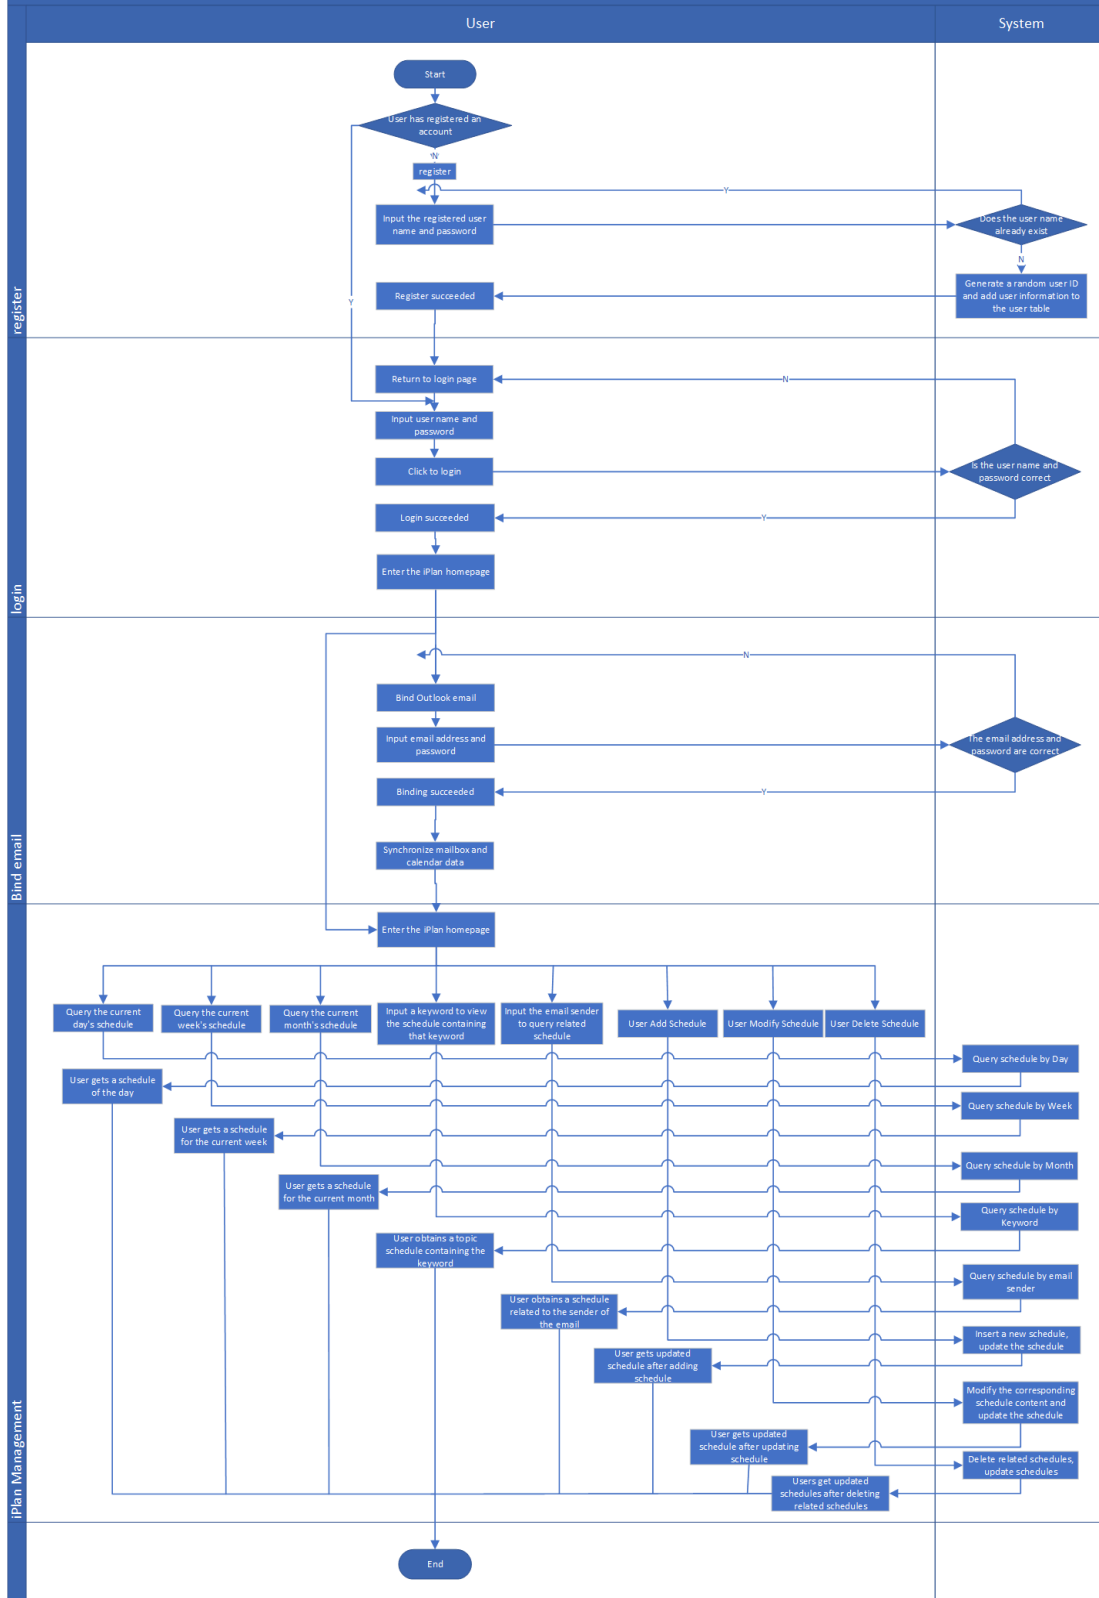 User
System
Start
User has registered an
account
N
register
Y
Input the registered user
name and password
Does the user name
already exist
N
Y
Register succeeded
Generate a random user ID
and add user information to
the user table
register
Return to login page
N
Input user name and
password
Click to login
Is the user name and
password correct
Login succeeded
Y
Enter the iPlan homepage
login
N
Bind Outlook email
Input email address and
password
The email address and
password are correct
Binding succeeded
Y
Synchronize mailbox and
calendar data
Bind email
Enter the iPlan homepage
Query the current
day's schedule
Query the current
week's schedule
Query the current
month's schedule
Input a keyword to view
the schedule containing
that keyword
Input the email sender
to query related
schedule
User Add Schedule
User Modify Schedule
User Delete Schedule
Query schedule by Day
User gets a schedule
of the day
Query schedule by Week
User gets a schedule
for the current week
Query schedule by Month
User gets a schedule
for the current month
Query schedule by
Keyword
User obtains a topic
schedule containing the
keyword
Query schedule by email
sender
User obtains a schedule
related to the sender of
the email
Insert a new schedule,
update the schedule
User gets updated
schedule after adding
schedule
Modify the corresponding
schedule content and
update the schedule
User gets updated
schedule after updating
schedule
Delete related schedules,
update schedules
Users get updated
schedules after deleting
related schedules
iPlan Management
End